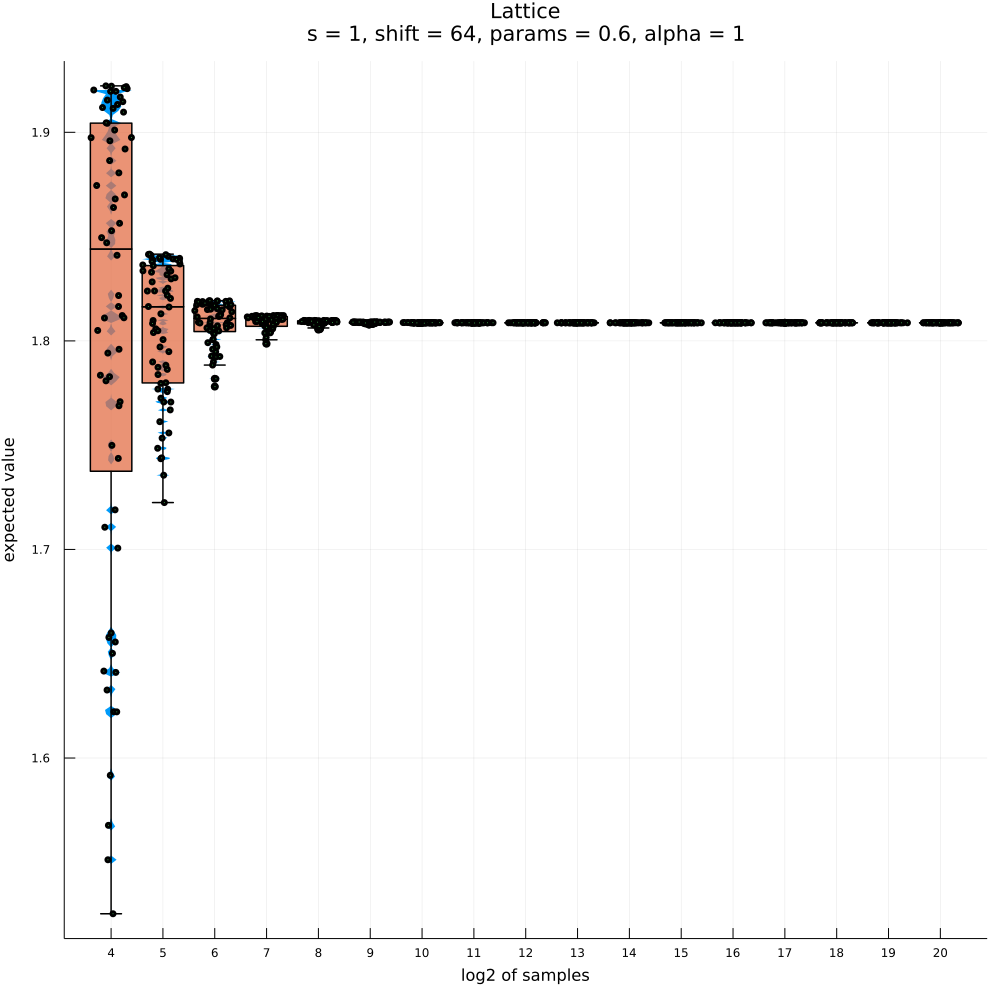 Lattice
s = 1, shift = 64, params = 0.6, alpha = 1
expected value
1.9
1.8
1.7
1.6
4 5 6 7 8 9 10 11 12 13 14 15 16 17 18 19 20
log2 of samples